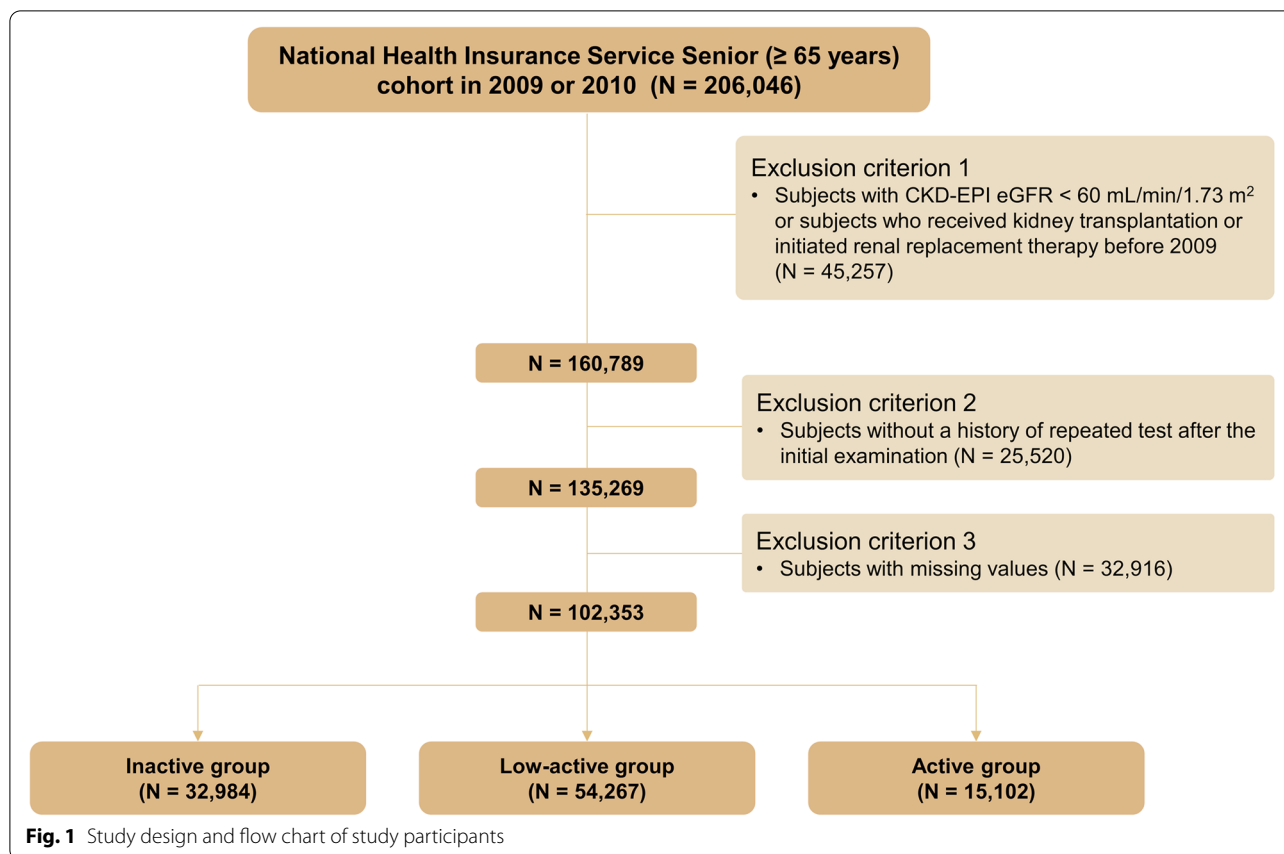 National Health Insurance Service Senior (≥ 65 years)
cohort in 2009 or 2010 (N = 206,046)
Exclusion criterion 1
• Subjects with CKD-EPI eGFR < 60 mL/min/1.73 m²
or subjects who received kidney transplantation or
initiated renal replacement therapy before 2009
(N = 45,257)
N = 160,789
Exclusion criterion 2
• Subjects without a history of repeated test after the
initial examination (N = 25,520)
N = 135,269
Exclusion criterion 3
• Subjects with missing values (N = 32,916)
N = 102,353
Inactive group
(N = 32,984)
Low-active group
(N = 54,267)
Active group
(N = 15,102)
Fig. 1 Study design and flow chart of study participants